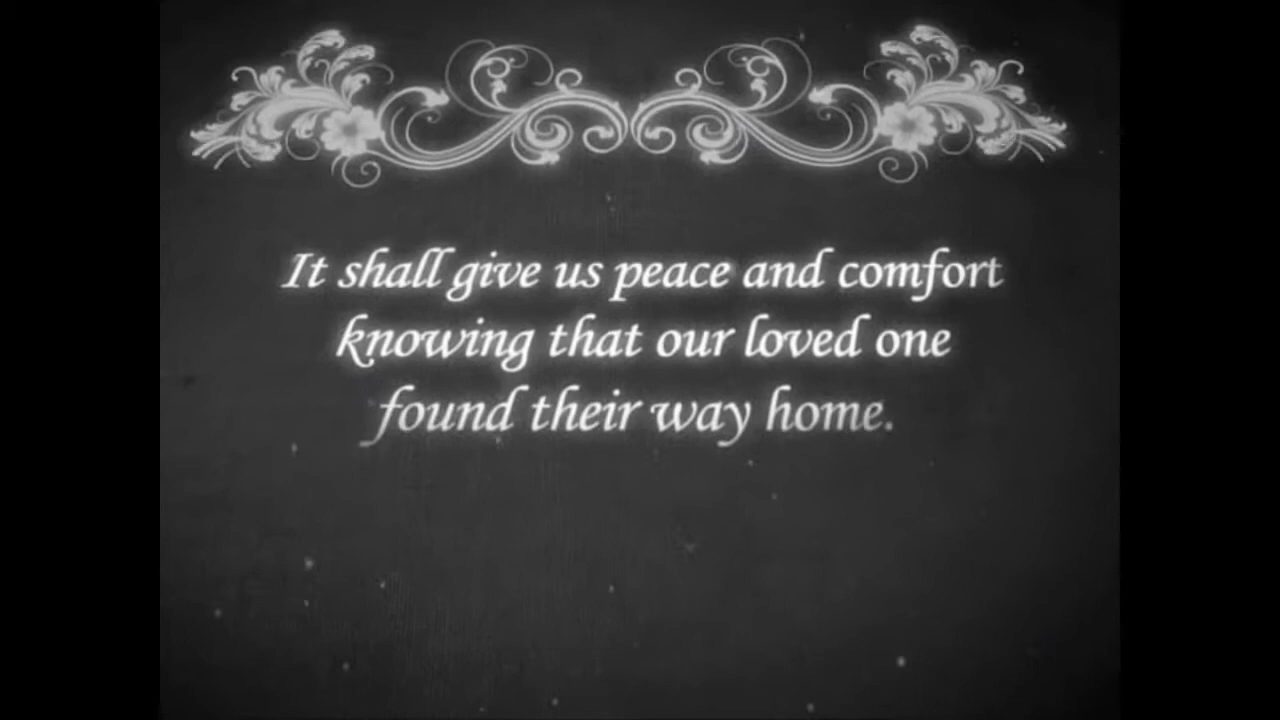 It shall give us peace and comfort
knowing that our loved one
found their way home.